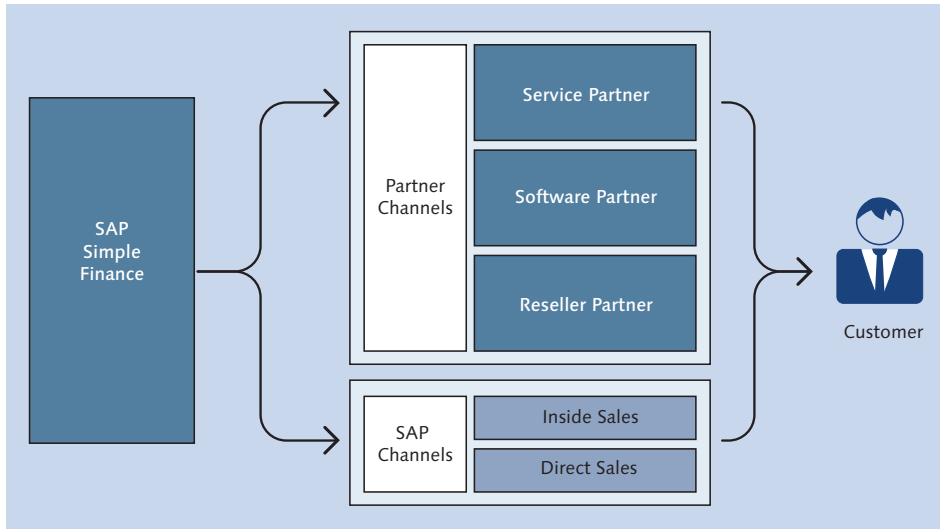 SAP
Simple
Finance
Partner
Channels
Service Partner
Software Partner
Reseller Partner
SAP
Channels
Inside Sales
Direct Sales
Customer